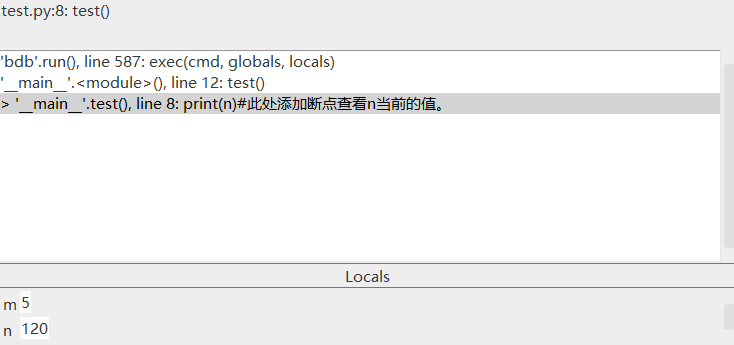 test.py:8: test()
'bdb'.run(), line 587: exec(cmd, globals, locals)
'__main__'.<module>(), line 12: test()
> '__main__'.test(), line 8: print(n)#此处添加断点查看n当前的值。
Locals
m 5
n 120